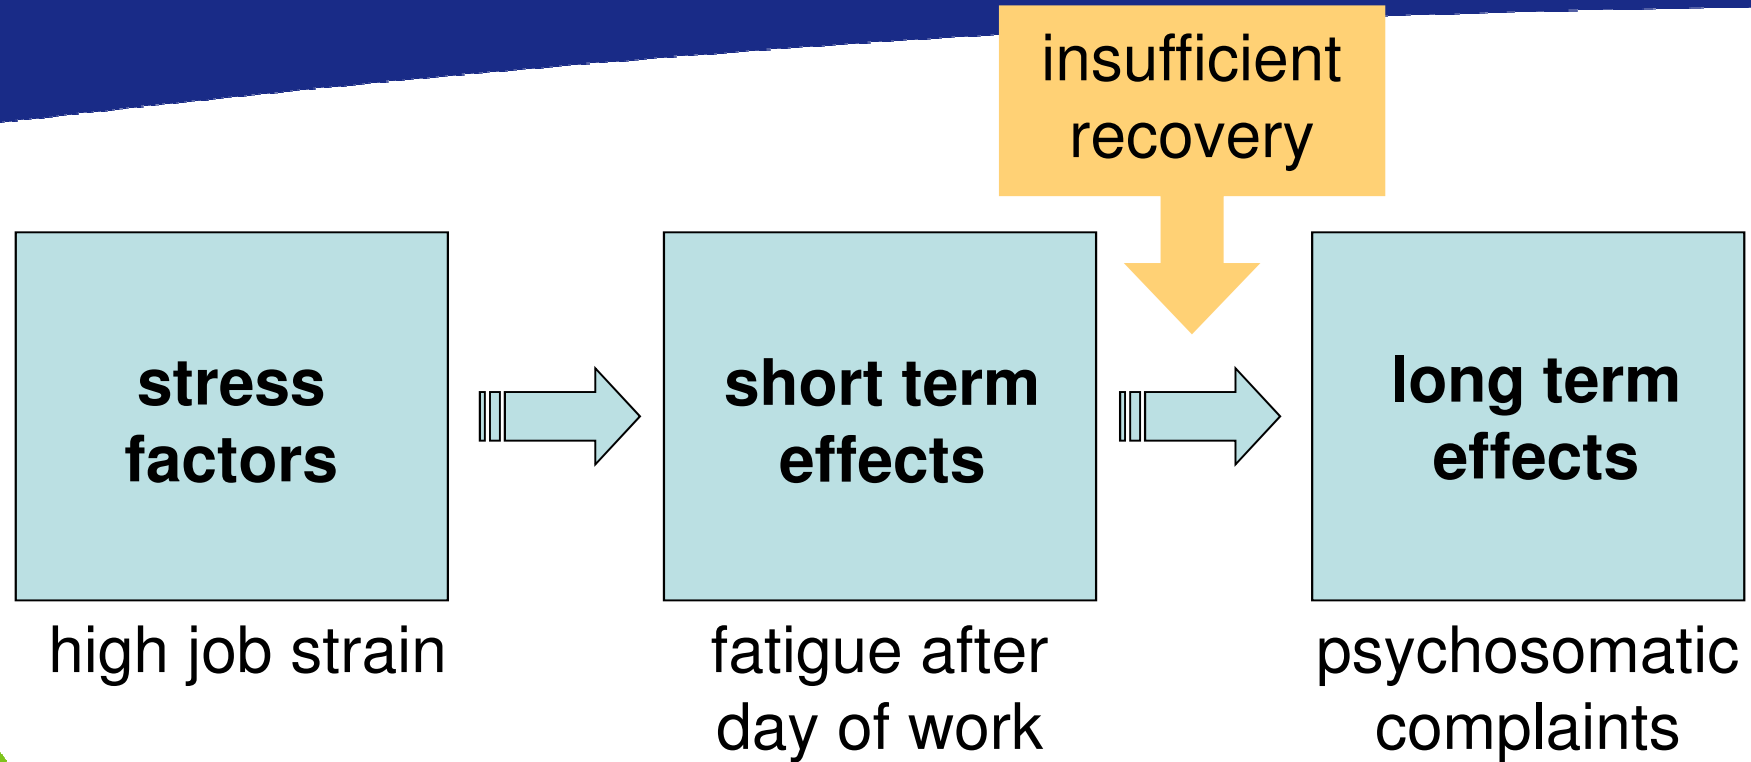 insufficient
recovery
stress
factors
short term
effects
long term
effects
high job strain
fatigue after
day of work
psychosomatic
complaints